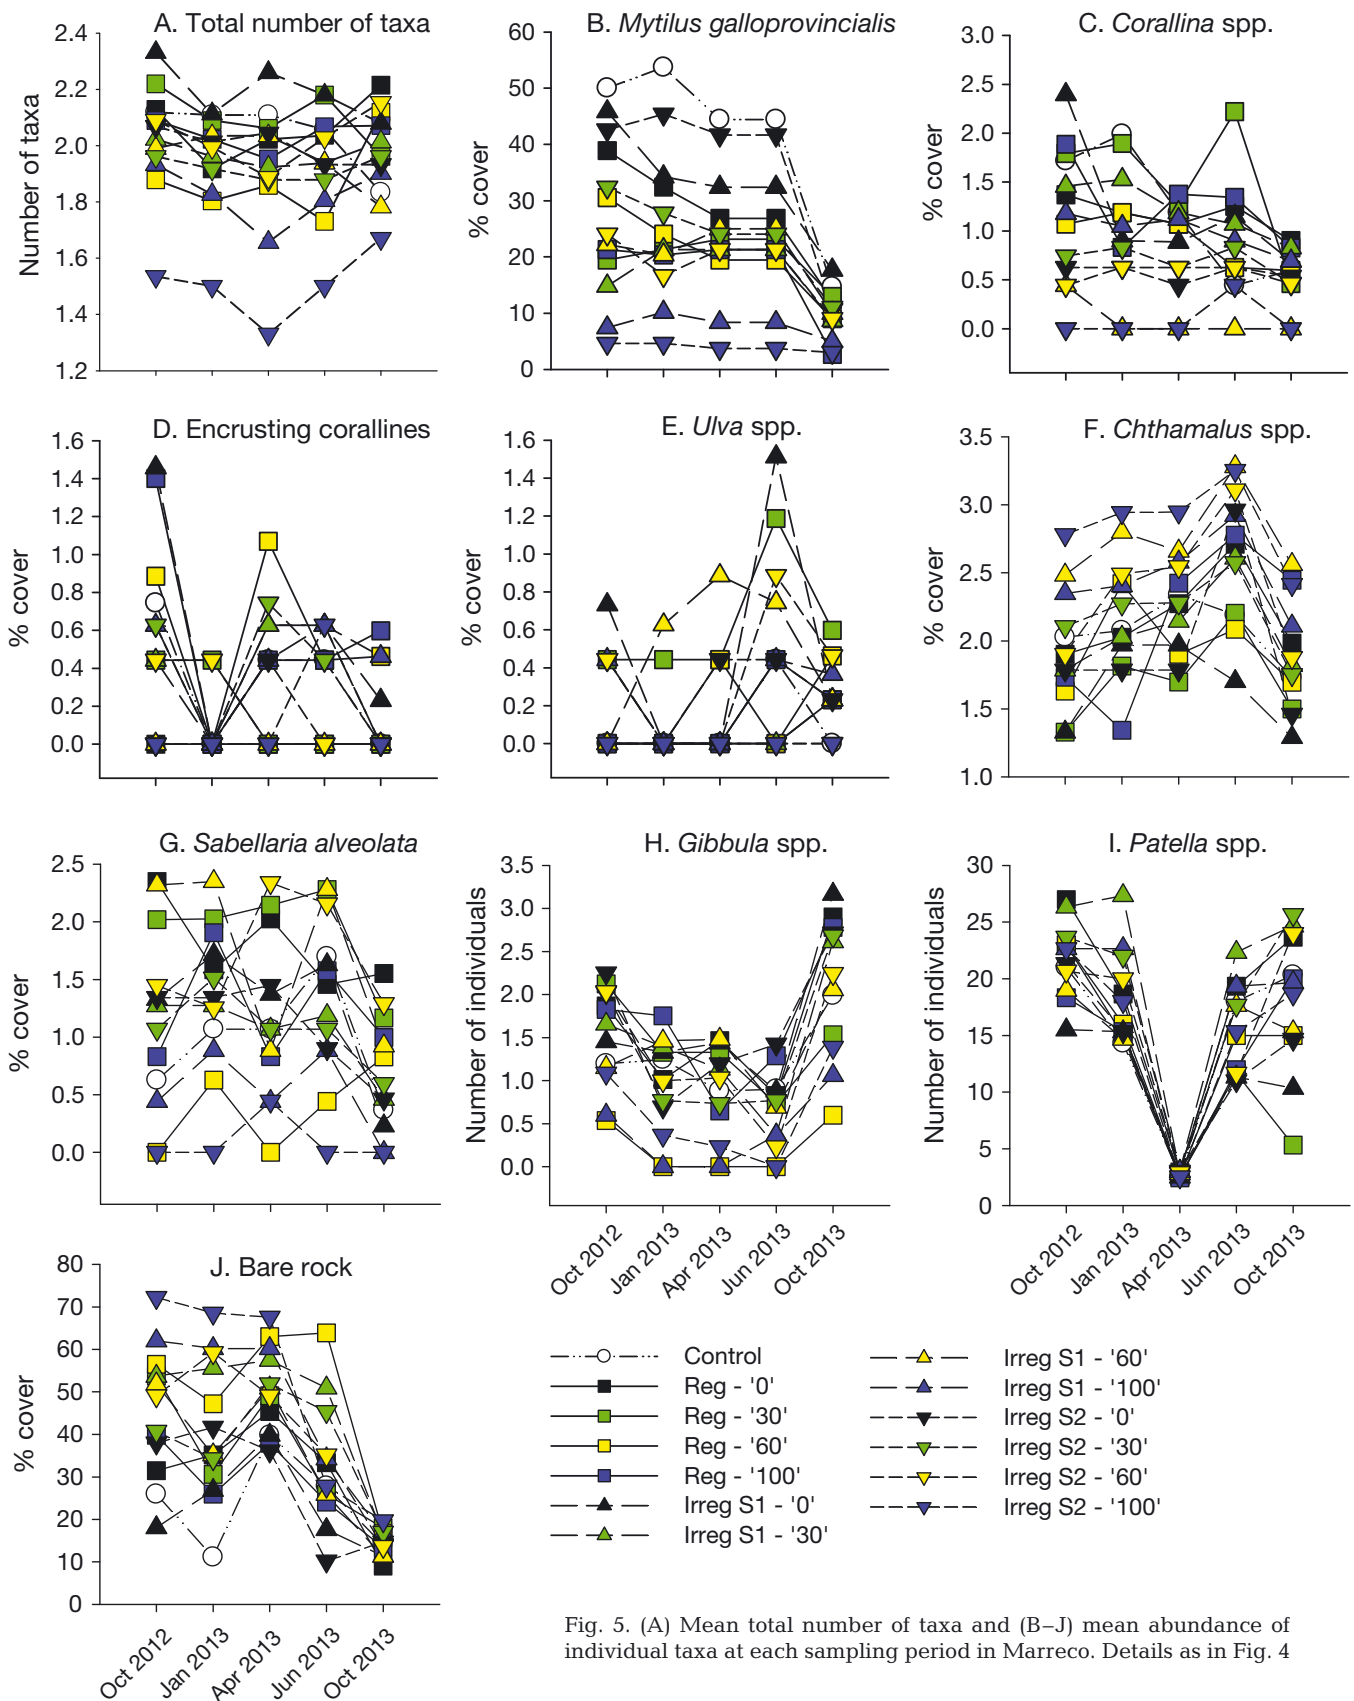 A. Total number of taxa
Number of taxa
2.4
2.2
2.0
1.8
1.6
1.4
1.2
B. Mytilus galloprovincialis
% cover
60
50
40
30
20
10
0
C. Corallina spp.
% cover
3.0
2.5
2.0
1.5
1.0
0.5
0.0
D. Encrusting corallines
% cover
1.6
1.4
1.2
1.0
0.8
0.6
0.4
0.2
0.0
E. Ulva spp.
% cover
1.6
1.4
1.2
1.0
0.8
0.6
0.4
0.2
0.0
F. Chthamalus spp.
% cover
3.5
3.0
2.5
2.0
1.5
1.0
G. Sabellaria alveolata
% cover
2.5
2.0
1.5
1.0
0.5
0.0
H. Gibbula spp.
Number of individuals
3.5
3.0
2.5
2.0
1.5
1.0
0.5
0.0
Oct 2012
Jan 2013
Apr 2013
Jun 2013
Oct 2013
I. Patella spp.
Number of individuals
30
25
20
15
10
5
0
Oct 2012
Jan 2013
Apr 2013
Jun 2013
Oct 2013
J. Bare rock
% cover
80
70
60
50
40
30
20
10
0
Oct 2012
Jan 2013
Apr 2013
Jun 2013
Oct 2013
Control
Reg - '0'
Reg - '30'
Reg - '60'
Reg - '100'
Irreg S1 - '0'
Irreg S1 - '30'
Irreg S1 - '60'
Irreg S1 - '100'
Irreg S2 - '0'
Irreg S2 - '30'
Irreg S2 - '60'
Irreg S2 - '100'
Fig. 5. (A) Mean total number of taxa and (B–J) mean abundance of
individual taxa at each sampling period in Marreco. Details as in Fig. 4